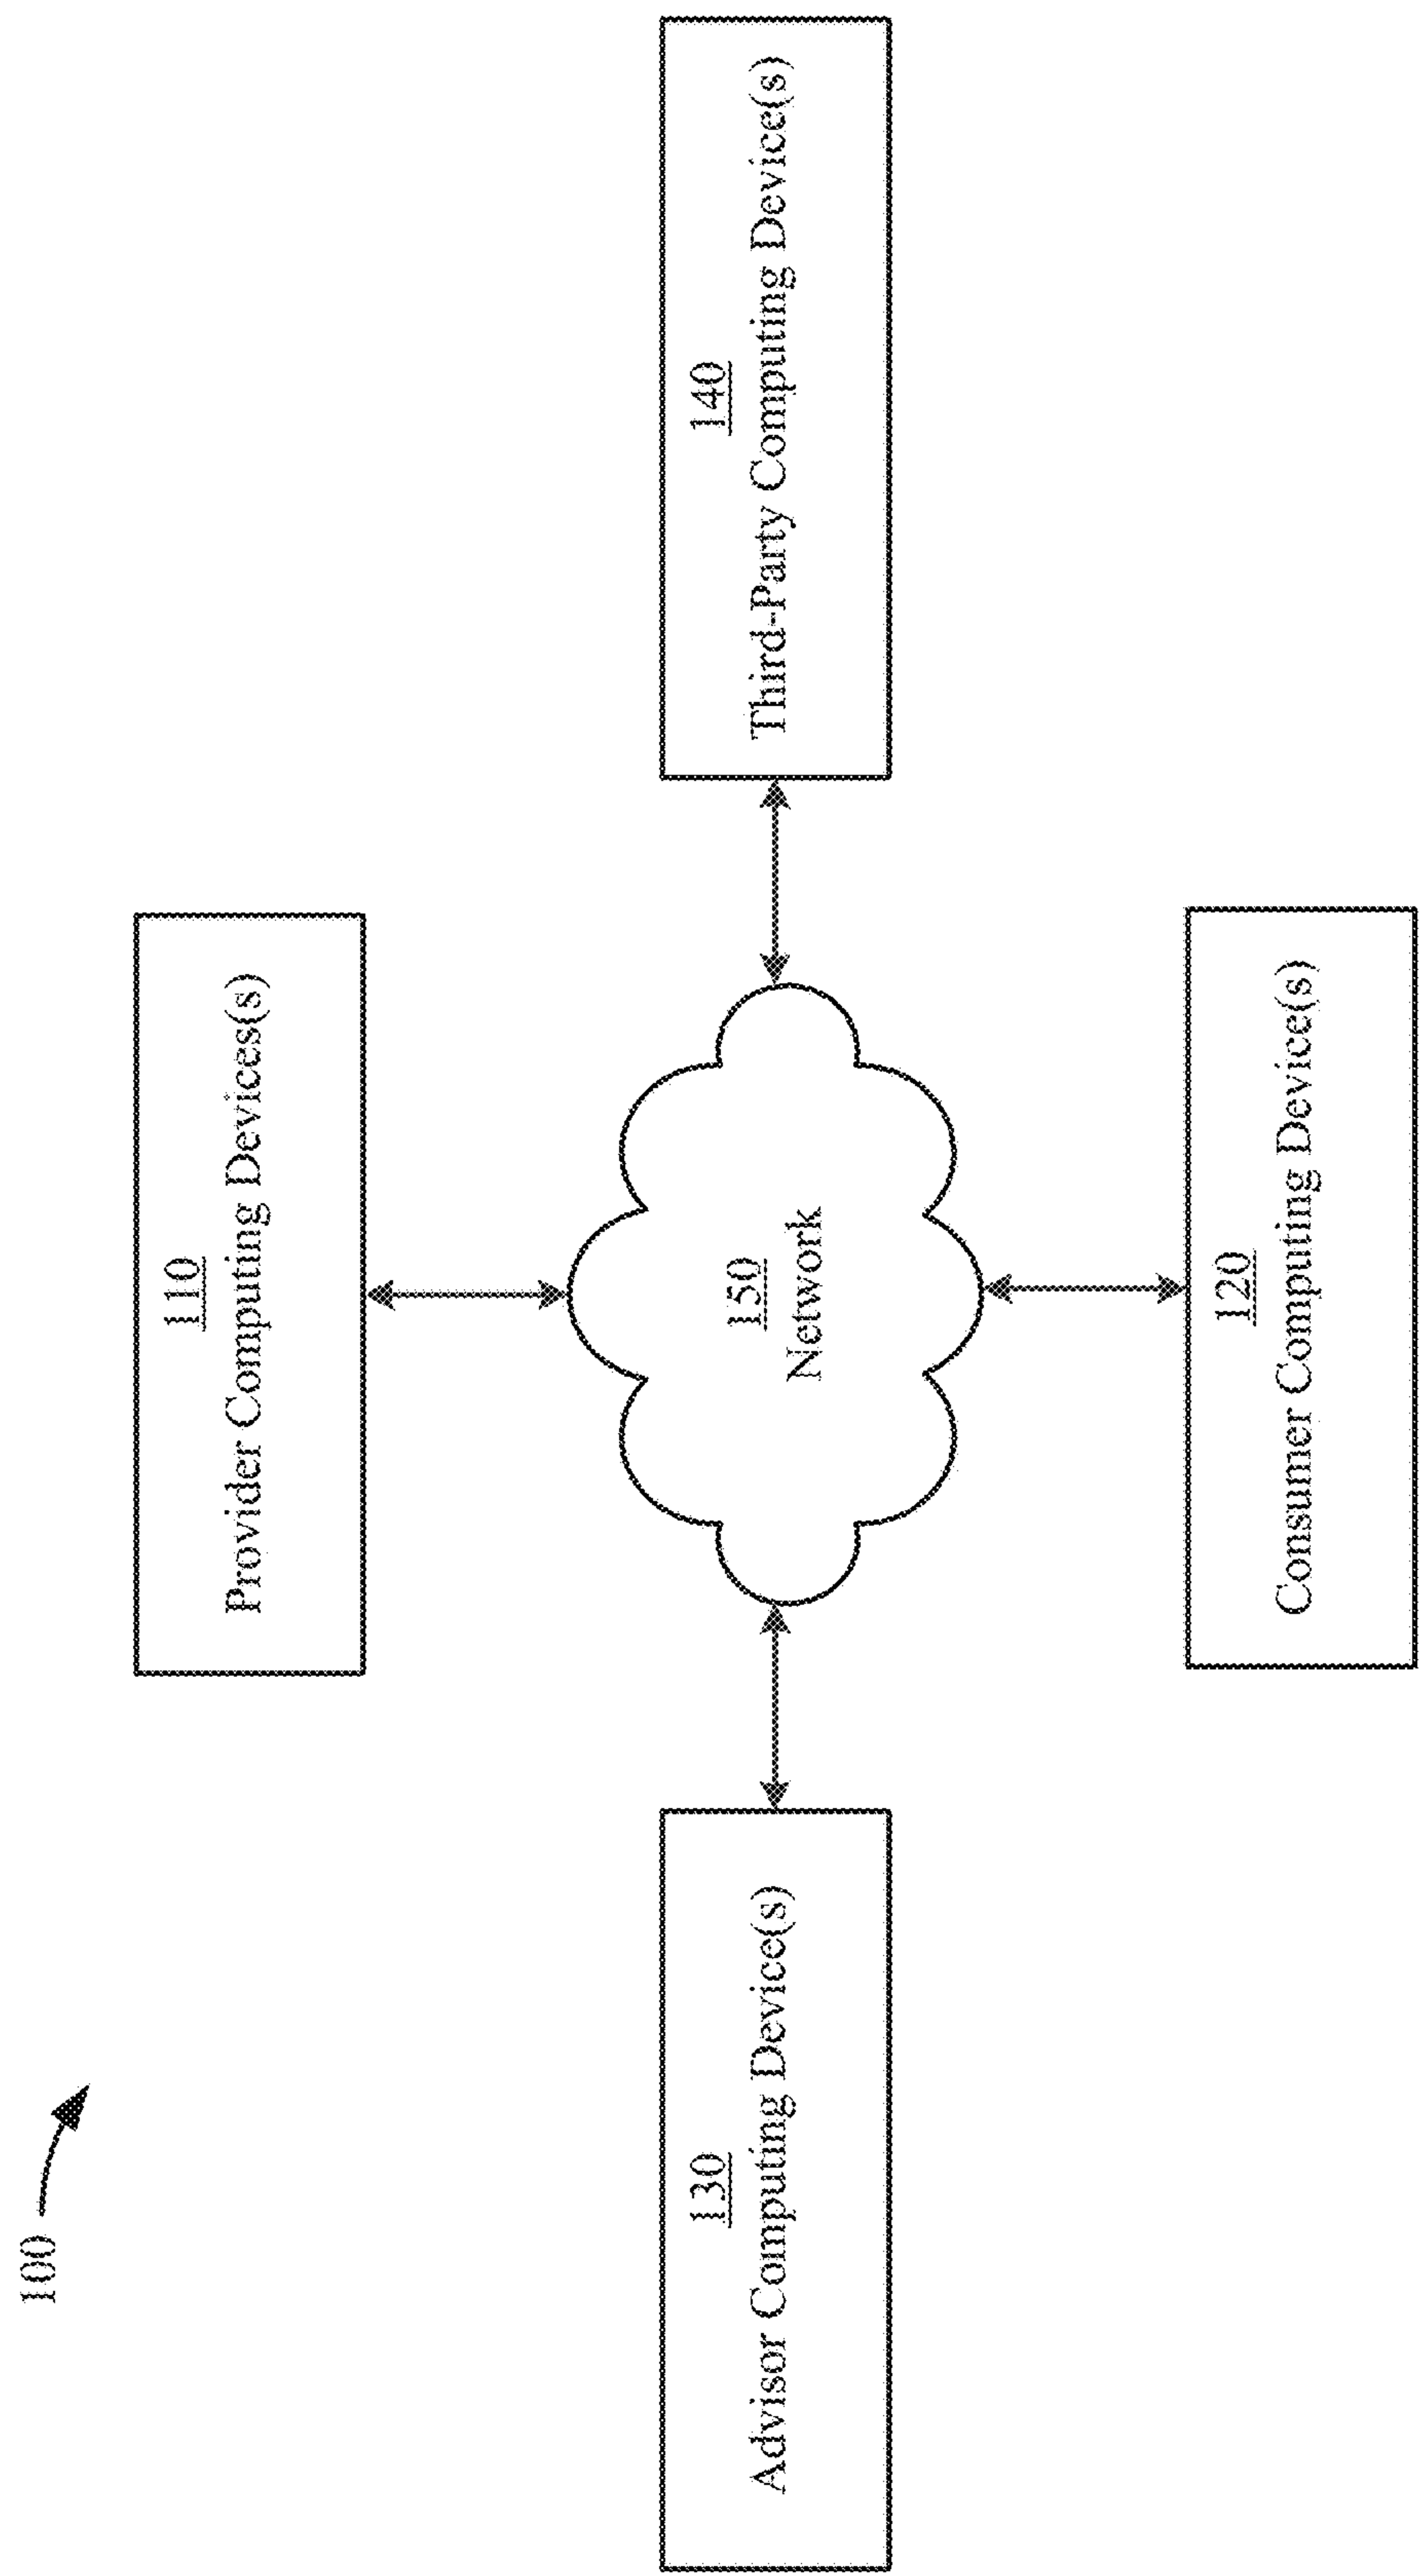 100
110
Provider Computing Devices(s)
130
Advisor Computing Device(s)
150
Network
140
Third-Party Computing Device(s)
120
Consumer Computing Device(s)